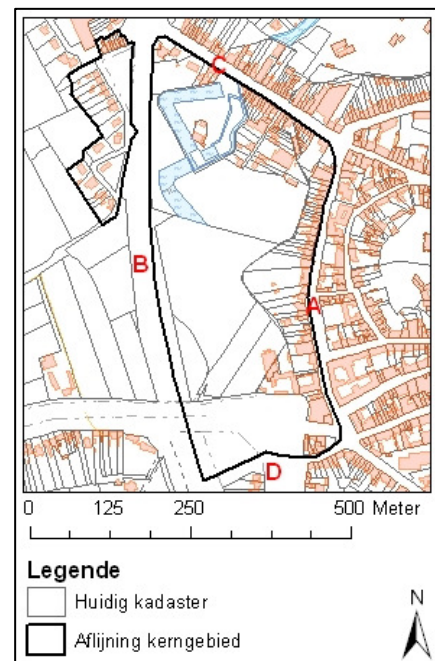 C
B
A
D
0 125 250 500 Meter
Legende
Huidig kadaster
Aflijning kerngebied
N